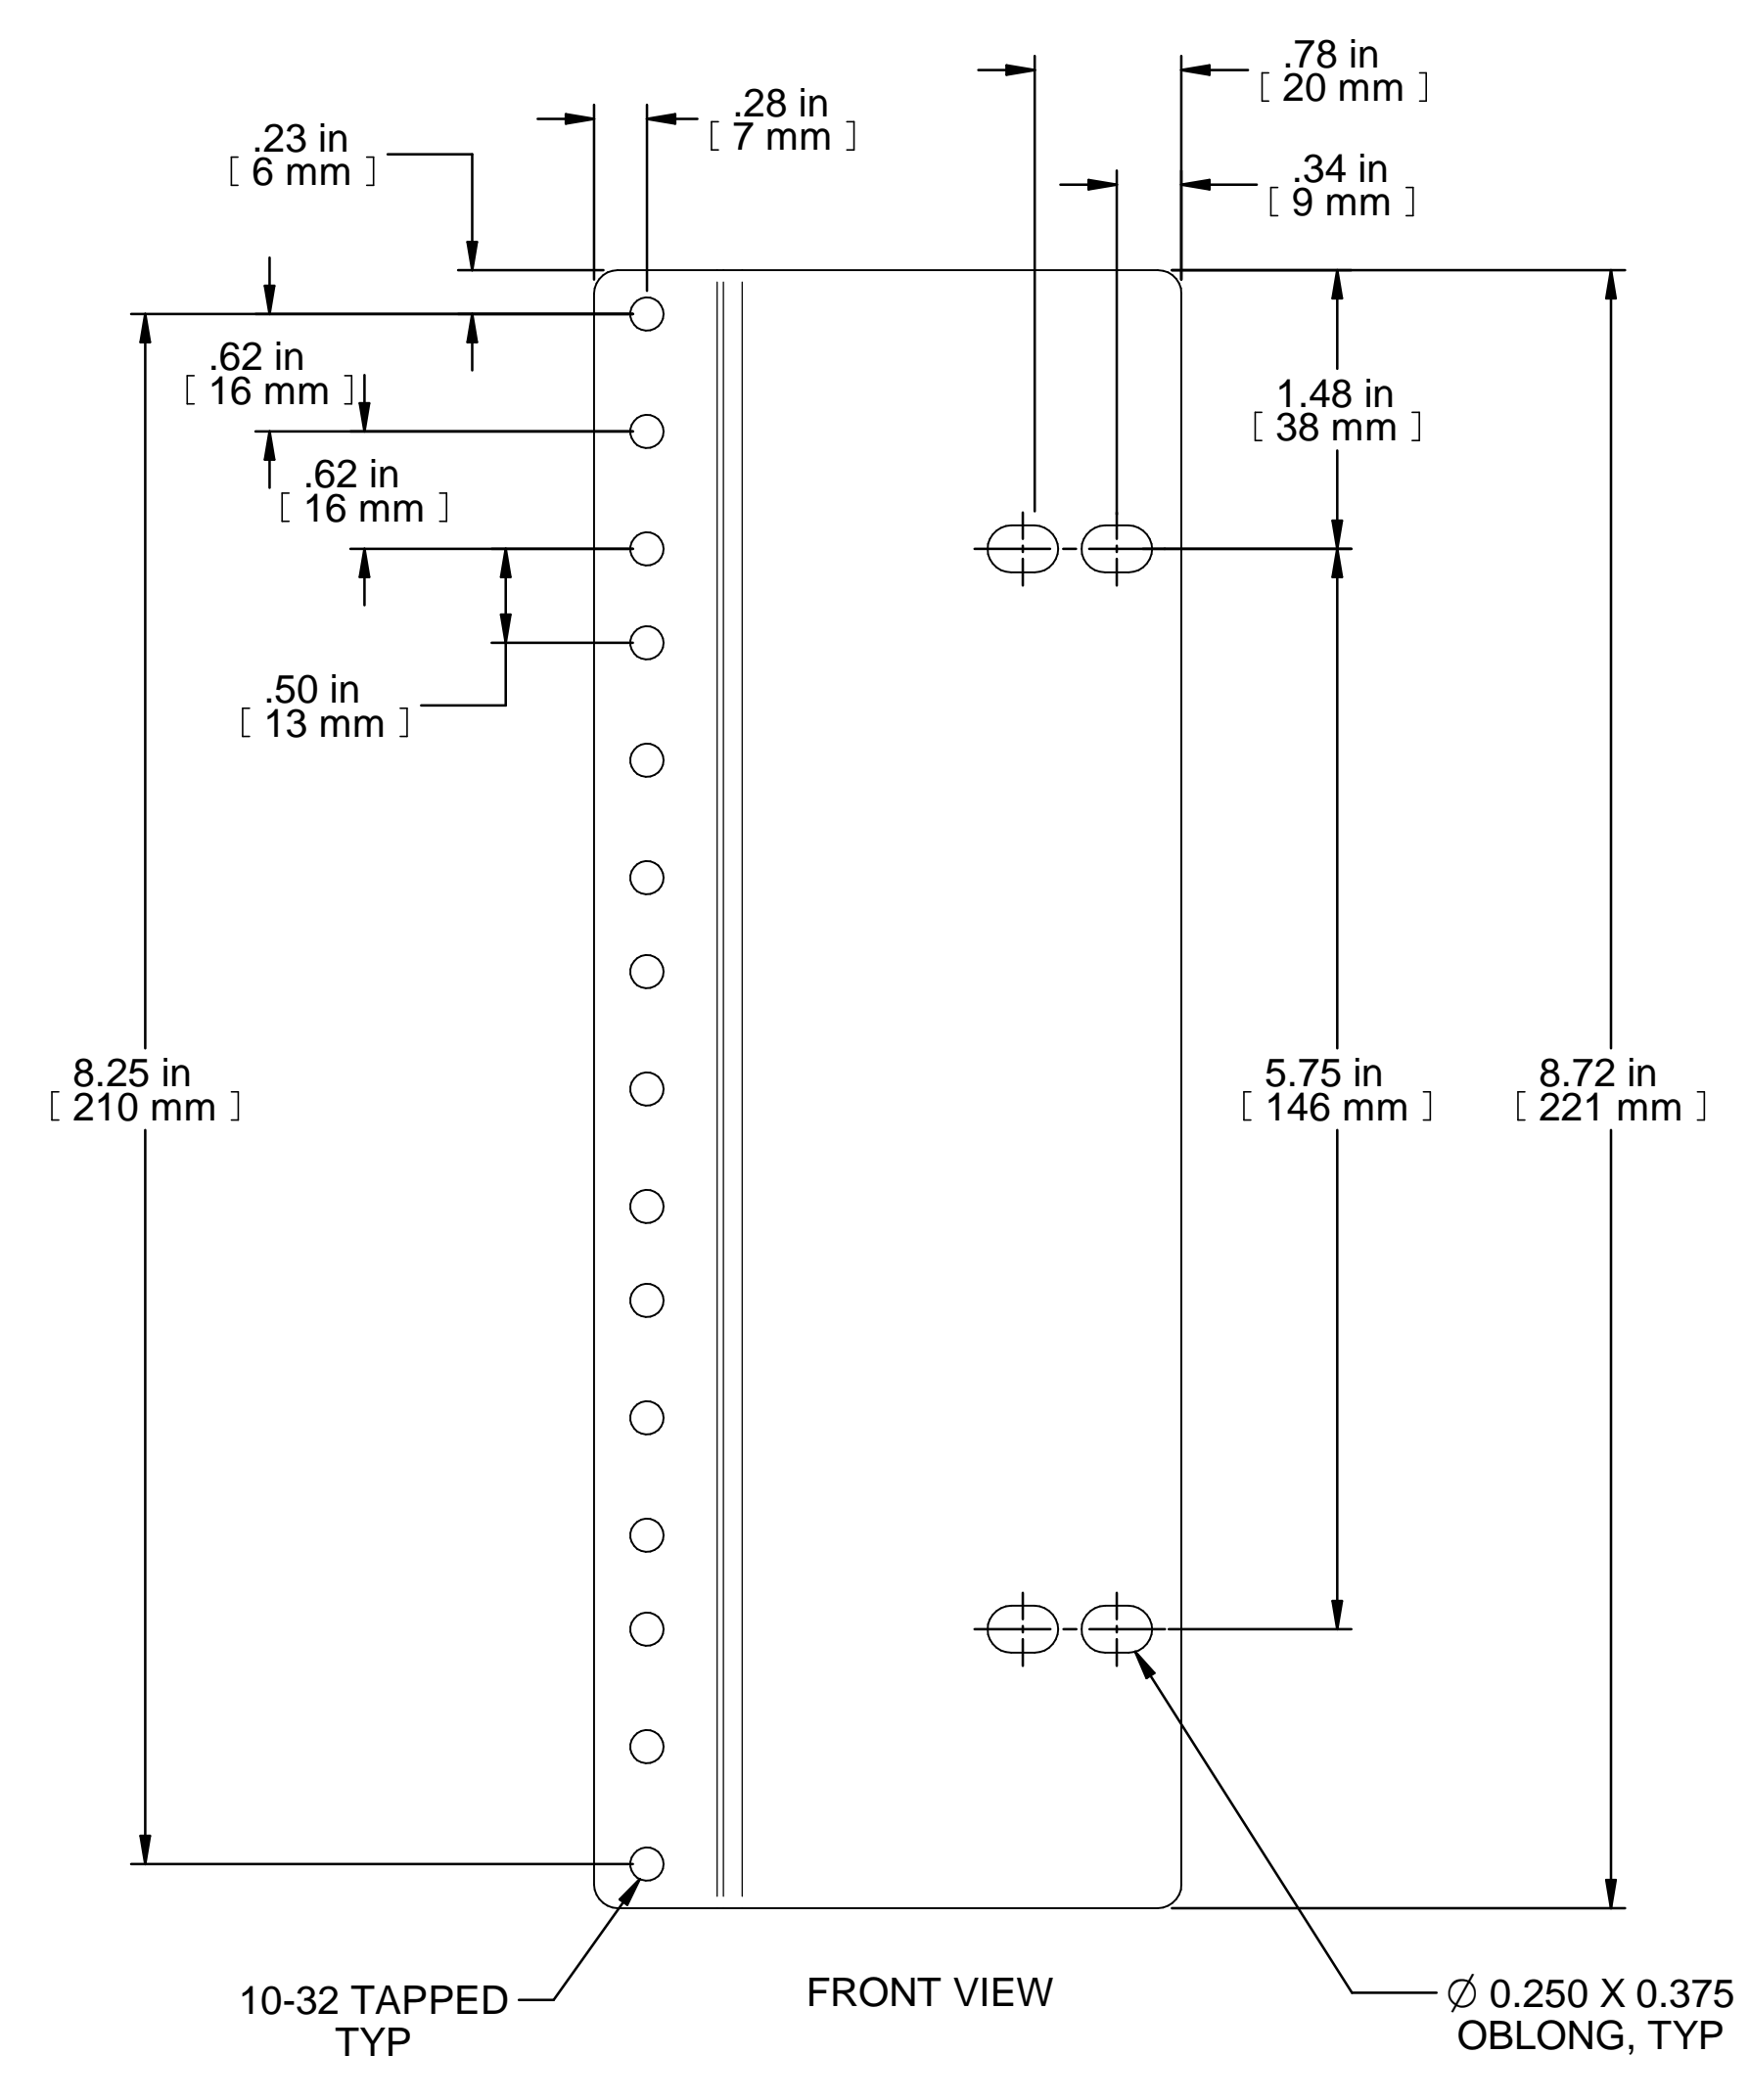 .78 in
[ 20 mm ]
.28 in
[ 7 mm ]
.23 in
[ 6 mm ]
.34 in
[ 9 mm ]
.62 in
[ 16 mm ]
1.48 in
[ 38 mm ]
.62 in
[ 16 mm ]
.50 in
[ 13 mm ]
8.25 in
[ 210 mm ]
5.75 in
[ 146 mm ]
8.72 in
[ 221 mm ]
10-32 TAPPED
TYP
FRONT VIEW
∅ 0.250 X 0.375
OBLONG, TYP